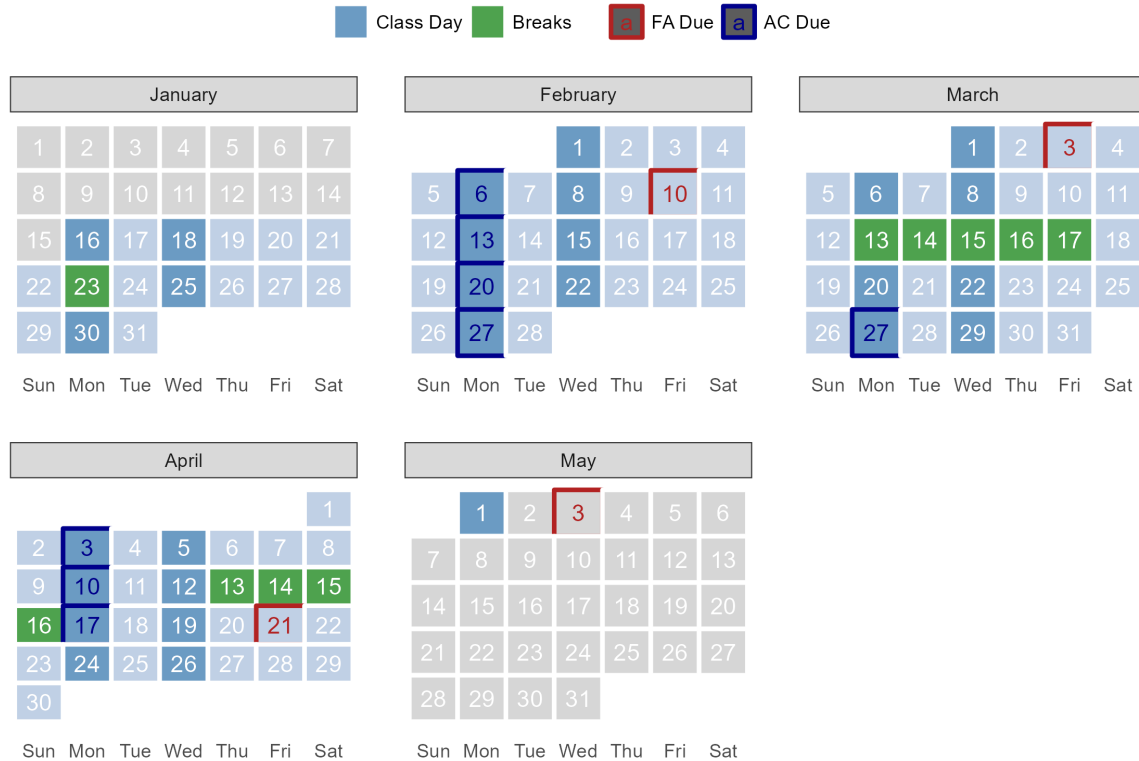 Class Day Breaks a FA Due a AC Due
January
1 2 3 4 5 6 7
8 9 10 11 12 13 14
15 16 17 18 19 20 21
22 23 24 25 26 27 28
29 30 31
Sun Mon Tue Wed Thu Fri Sat
February
1 2 3 4
5 6 7 8 9 10 11
12 13 14 15 16 17 18
19 20 21 22 23 24 25
26 27 28
Sun Mon Tue Wed Thu Fri Sat
March
1 2 3 4
5 6 7 8 9 10 11
12 13 14 15 16 17 18
19 20 21 22 23 24 25
26 27 28 29 30 31
Sun Mon Tue Wed Thu Fri Sat
April
1
2 3 4 5 6 7 8
9 10 11 12 13 14 15
16 17 18 19 20 21 22
23 24 25 26 27 28 29
30
Sun Mon Tue Wed Thu Fri Sat
May
1 2 3 4 5 6
7 8 9 10 11 12 13
14 15 16 17 18 19 20
21 22 23 24 25 26 27
28 29 30 31
Sun Mon Tue Wed Thu Fri Sat